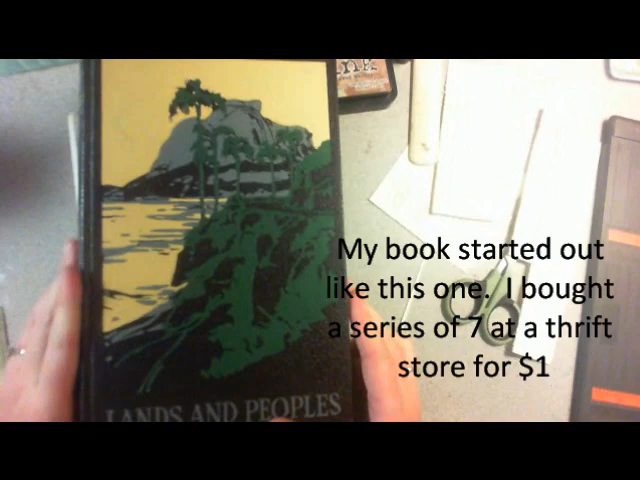 My book started out
like this one.  I bought
a series of 7 at a thrift
store for $1
LANDS AND PEOPLES